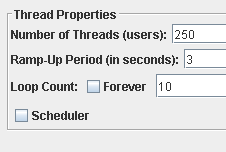 Thread Properties
Number of Threads (users): 250
Ramp-Up Period (in seconds): 3
Loop Count: Forever 10
Scheduler